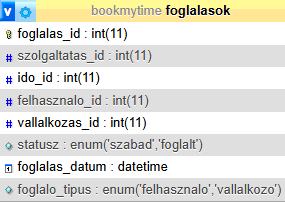 v bookmytime foglalasok
foglalas_id : int(11)
# szolgaltatas_id : int(11)
# ido_id : int(11)
# felhasznalo_id : int(11)
# vallalkozas_id : int(11)
statusz : enum('szabad','foglalt')
foglalas_datum : datetime
foglalo_tipus : enum('felhasznalo','vallalkozo')